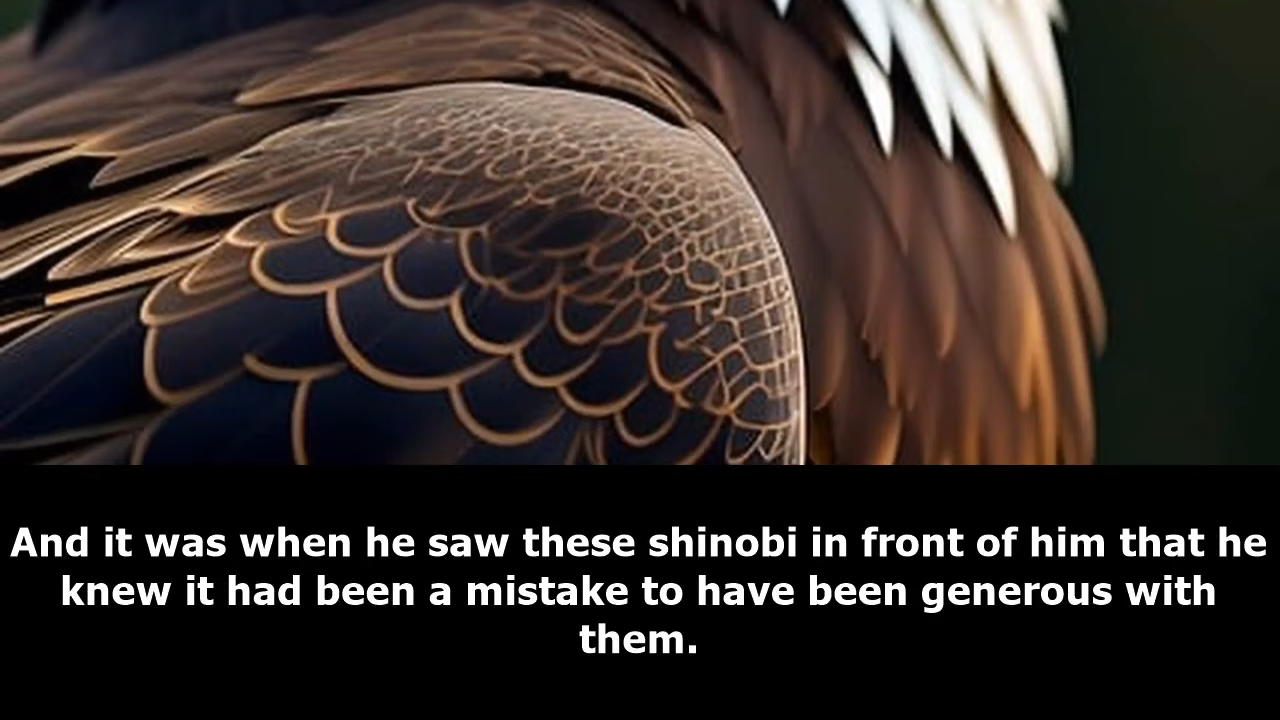 And it was when he saw these shinobi in front of him that he
knew it had been a mistake to have been generous with
them.